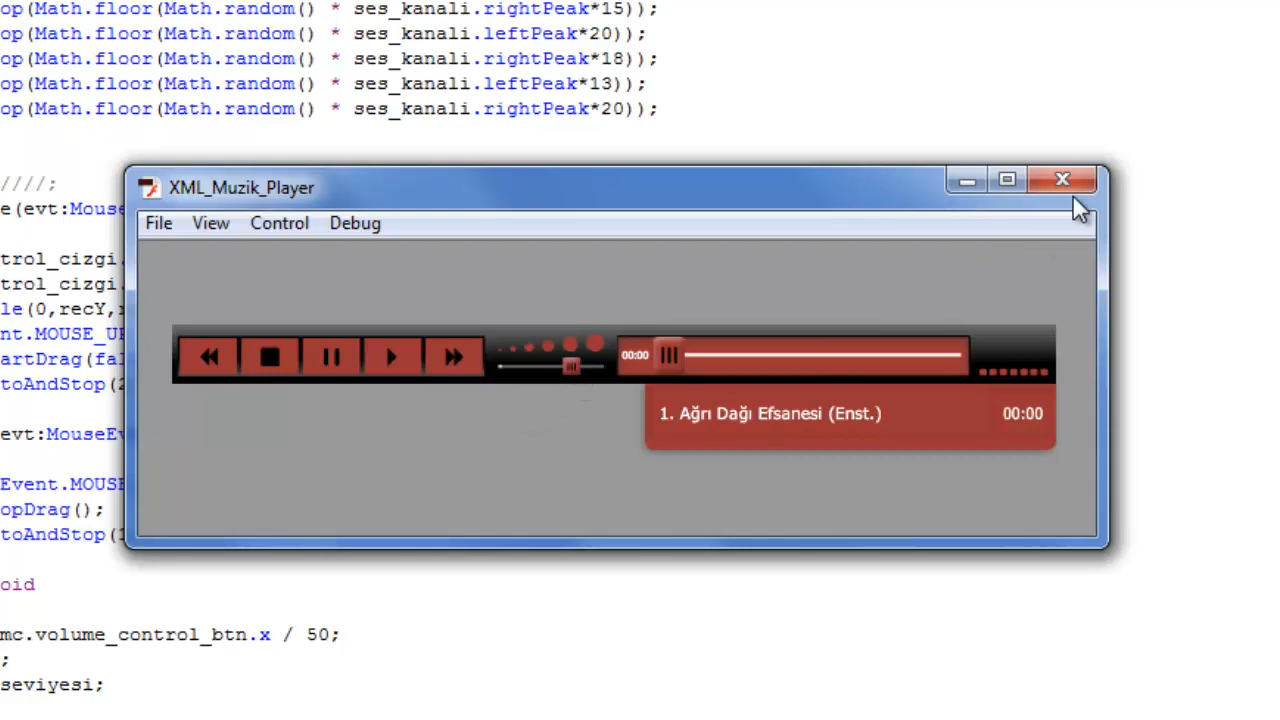 op(Math.floor(Math.random() * ses_kanali.rightPeak*15));
op(Math.floor(Math.random() * ses_kanali.leftPeak*20));
op(Math.floor(Math.random() * ses_kanali.rightPeak*18));
op(Math.floor(Math.random() * ses_kanali.leftPeak*13));
op(Math.floor(Math.random() * ses_kanali.rightPeak*20));
////;
XML_Muzik_Player
e(evt:Mouse
File View Control Debug
trol_cizgi.
trol_cizgi.
le(0,recY,
nt.MOUSE_UP
artDrag(fal
00:00
toAndStop(2
1. Ağrı Dağı Efsanesi (Enst.) 00:00
evt:MouseEv
Event.MOUSE
opDrag();
toAndStop(1
oid
mc.volume_control_btn.x / 50;
;
seviyesi;